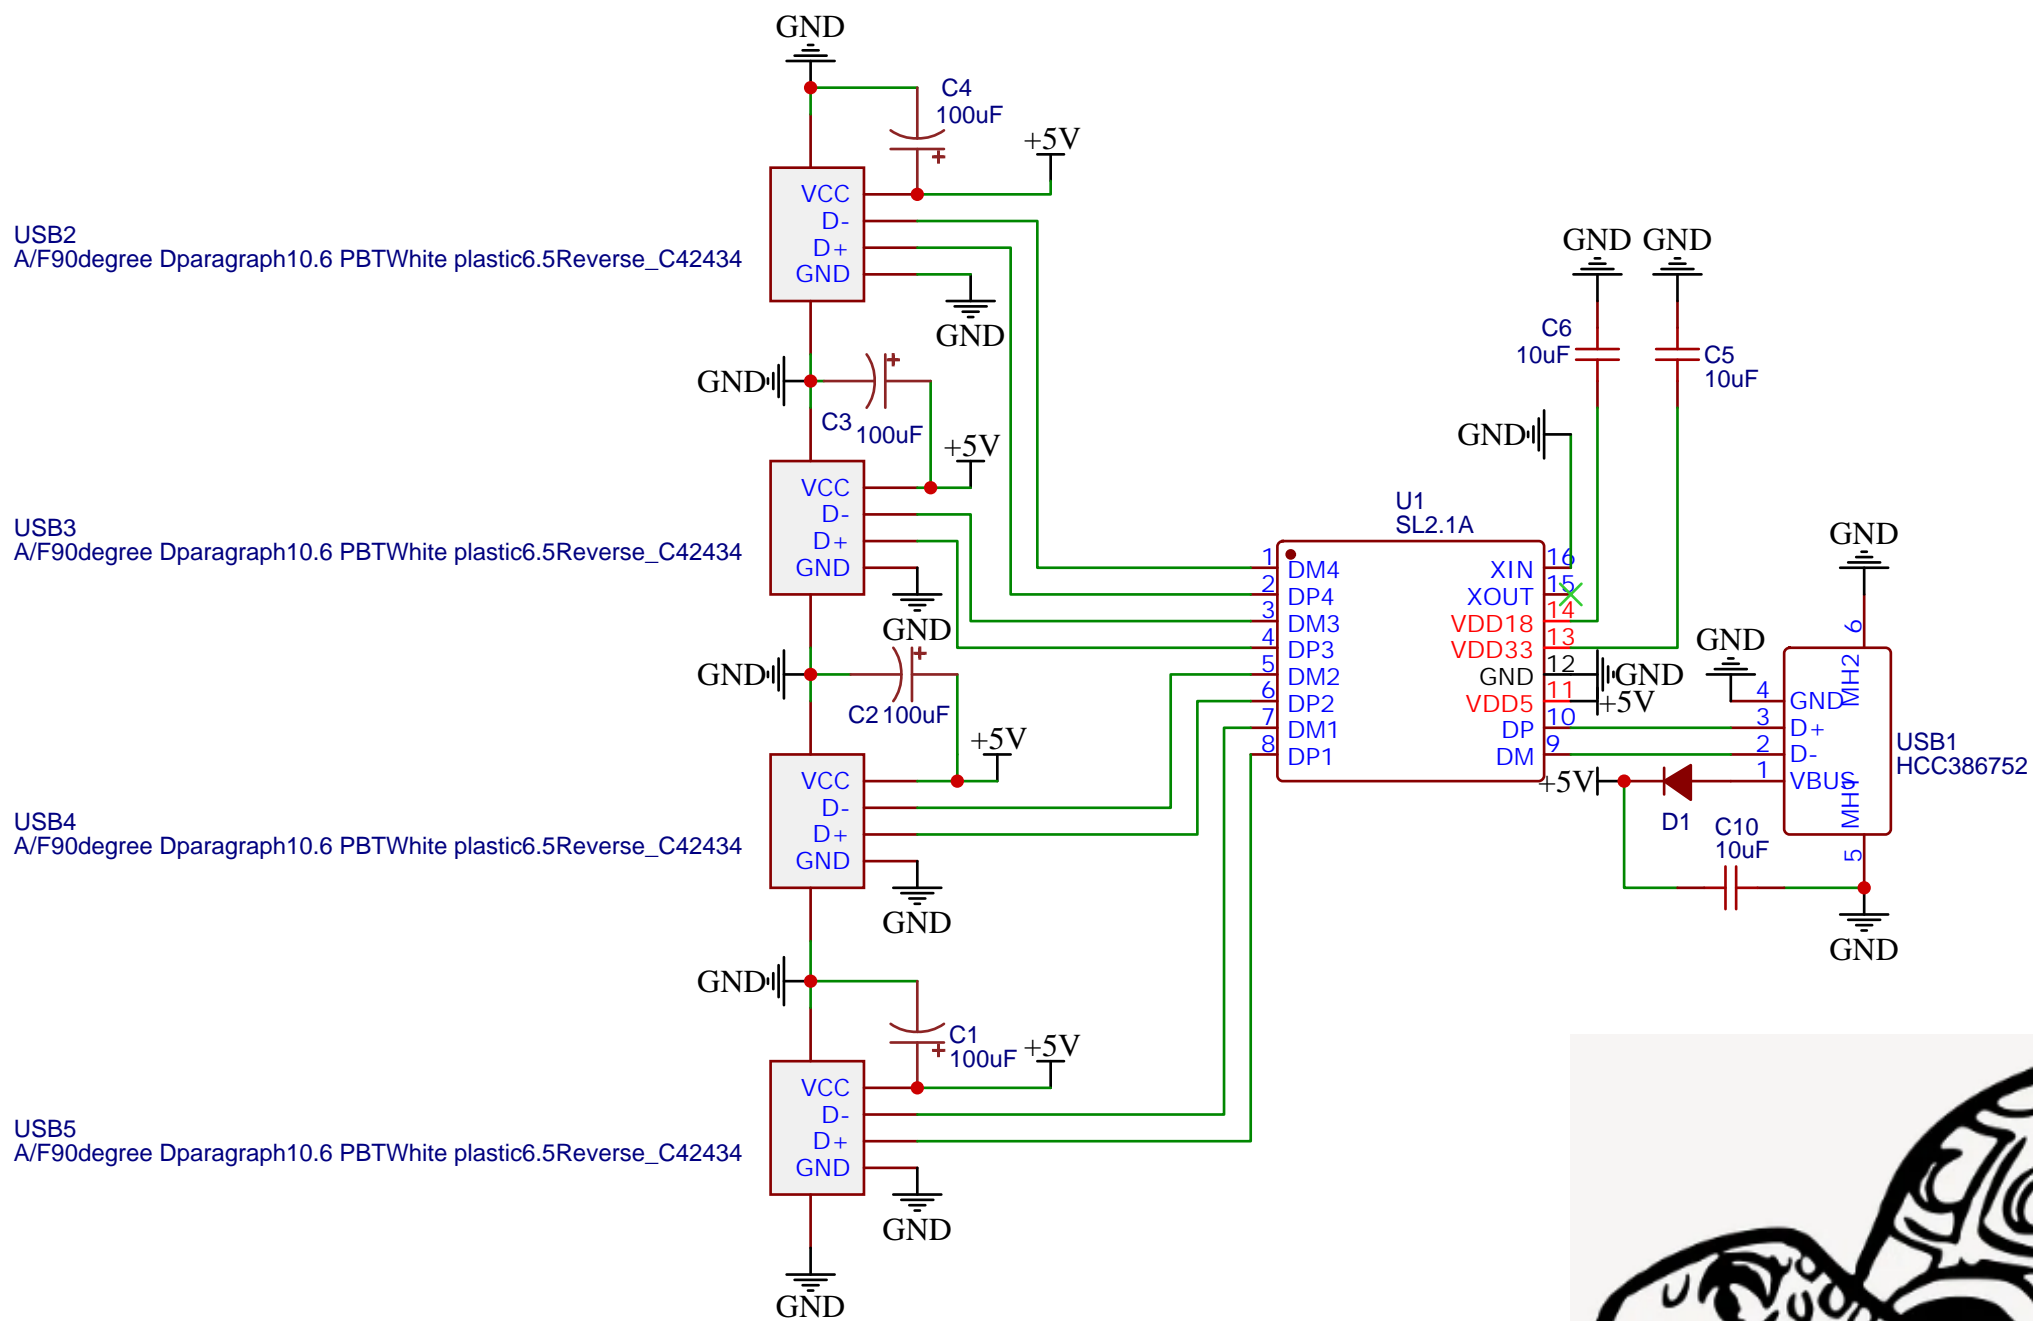 GND
C4
100uF
+5V
VCC
D-
D+
GND
USB2
A/F90degree Dparagraph10.6 PBTWhite plastic6.5Reverse_C42434
GND
GND
C3
100uF
+5V
VCC
D-
D+
GND
USB3
A/F90degree Dparagraph10.6 PBTWhite plastic6.5Reverse_C42434
GND
GND
C2
100uF
+5V
VCC
D-
D+
GND
USB4
A/F90degree Dparagraph10.6 PBTWhite plastic6.5Reverse_C42434
GND
GND
C1
100uF
+5V
VCC
D-
D+
GND
USB5
A/F90degree Dparagraph10.6 PBTWhite plastic6.5Reverse_C42434
GND
GND
GND GND
C6
10uF
C5
10uF
GND
U1
SL2.1A
1 DM4
2 DP4
3 DM3
4 DP3
5 DM2
6 DP2
7 DM1
8 DP1
XIN 16
XOUT 15
VDD18 14
VDD33 13
GND 12
VDD5 11
DP 10
DM 9
GND
+5V
GND
6
MH2
GND
4 GND
3 D+
2 D-
1 VBUS
MH1
5
USB1
HCC386752
+5V
D1
C10
10uF
GND